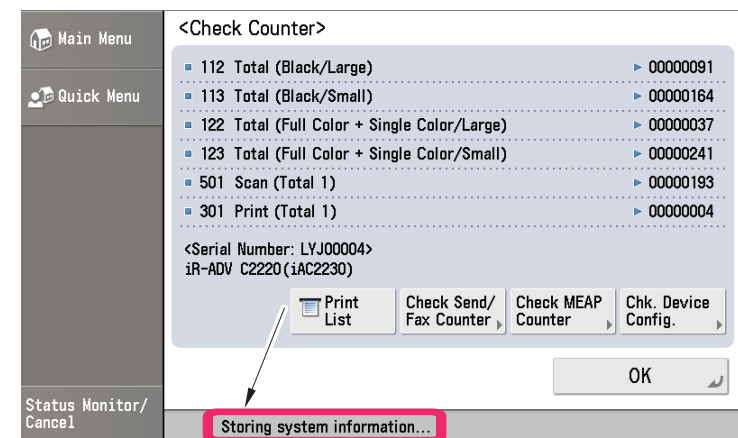 Main Menu
Quick Menu
<Check Counter>
112 Total (Black/Large) 00000091
113 Total (Black/Small) 00000164
122 Total (Full Color + Single Color/Large) 00000037
123 Total (Full Color + Single Color/Small) 00000241
501 Scan (Total 1) 00000193
301 Print (Total 1) 00000004
<Serial Number: LYJ00004>
iR-ADV C2220(iAC2230)
Print
List
Check Send/
Fax Counter
Check MEAP
Counter
Chk. Device
Config.
OK
Status Monitor/
Cancel
Storing system information...